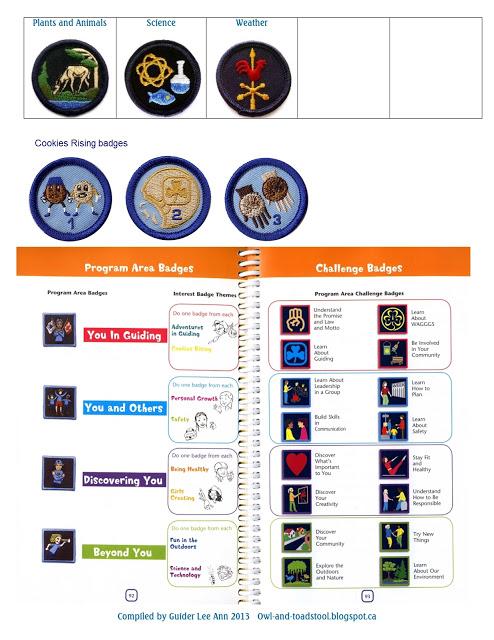 Plants and Animals
Science
Weather
Cookies Rising badges
1
2
3
Program Area Badges
Program Area Badges
Interest Badge Themes
You In Guiding
Do one badge from each
Adventures
in Guiding
Cookies Rising
You and Others
Do one badge from each
Personal Growth
Safety
Discovering You
Do one badge from each
Being Healthy
Girls
Creating
Beyond You
Do one badge from each
Fun in the
Outdoors
Science and
Technology
92
Challenge Badges
Program Area Challenge Badges
Understand
the Promise
and Law
and Motto
Learn
About
WAGGGS
Learn
About
Guiding
Be Involved
in Your
Community
Learn About
Leadership
in a Group
Learn
How to
Plan
Build Skills
in
Communication
Learn
About
Safety
Discover
What's
Important
to You
Stay Fit
and
Healthy
Discover
Your
Creativity
Understand
How to Be
Responsible
Discover
Your
Community
Try New
Things
Explore the
Outdoors
and Nature
Learn
About Our
Environment
93
Compiled by Guider Lee Ann 2013 Owl-and-toadstool.blogspot.ca